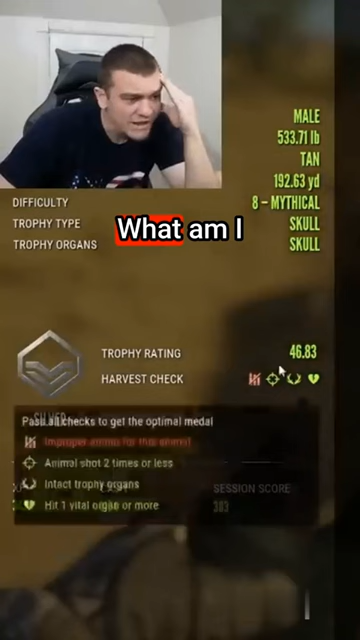 MALE
533.71 lb
TAN
192.63 yd
DIFFICULTY 8 – MYTHICAL
TROPHY TYPE SKULL
TROPHY ORGANS SKULL
What am I
TROPHY RATING 46.83
HARVEST CHECK
SILVER
Pass all checks to get the optimal medal
Improper ammo for this animal
Animal shot 2 times or less
Intact trophy organs
SESSION SCORE
Hit 1 vital organ or more
383